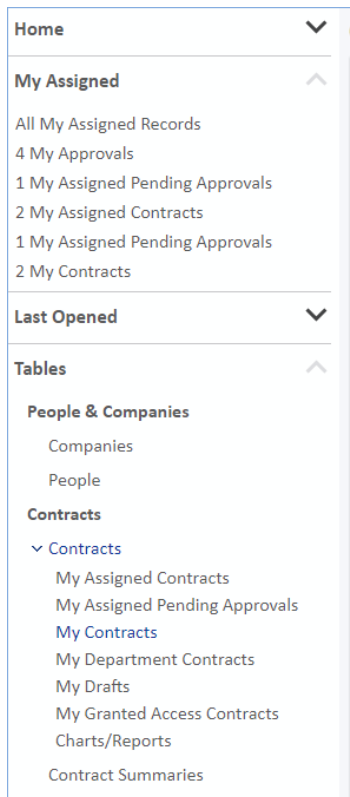 Home
My Assigned
All My Assigned Records
4 My Approvals
1 My Assigned Pending Approvals
2 My Assigned Contracts
1 My Assigned Pending Approvals
2 My Contracts
Last Opened
Tables
People & Companies
Companies
People
Contracts
Contracts
My Assigned Contracts
My Assigned Pending Approvals
My Contracts
My Department Contracts
My Drafts
My Granted Access Contracts
Charts/Reports
Contract Summaries